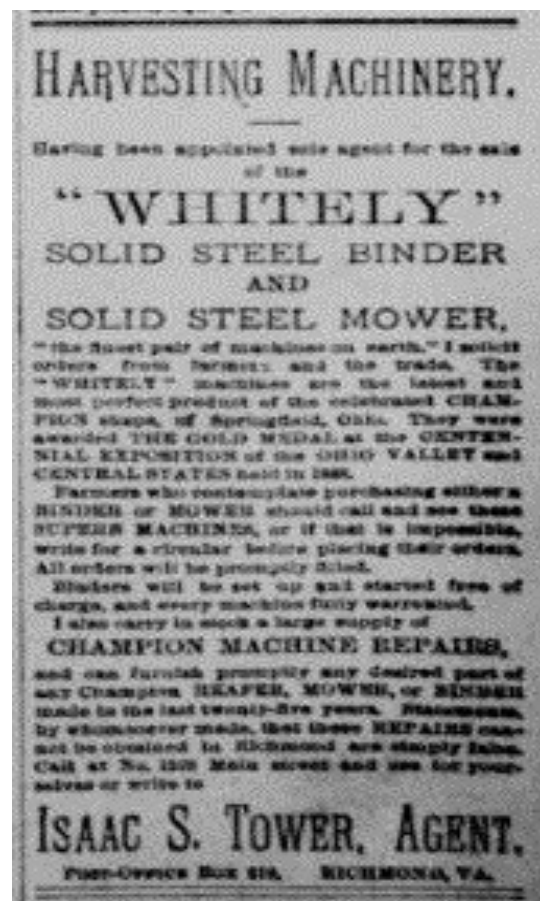 HARVESTING MACHINERY.
Having been appointed sole agent for the sale
of the
"WHITELY"
SOLID STEEL BINDER
AND
SOLID STEEL MOWER,
"the finest pair of machines on earth," I solicit
orders from farmers and the trade. The
"WHITELY" machines are the latest and
most perfect product of the celebrated CHAM-
PION shops, of Springfield, Ohio. They were
awarded THE GOLD MEDAL at the CENTEN-
NIAL EXPOSITION of the OHIO VALLEY and
CENTRAL STATES held in 1888.
Farmers who contemplate purchasing either a
BINDER or MOWER should call and see these
SUPERB MACHINES, or if that is impossible,
write for a circular before placing their orders.
All orders will be promptly filled.
Binders will be set up and started free of
charge, and every machine fully warranted.
I also carry in stock a large supply of
CHAMPION MACHINE REPAIRS,
and can furnish promptly any desired part of
any Champion REAPER, MOWER, or BINDER
made in the last twenty-five years. Statements,
by whomsoever made, that these REPAIRS can-
not be obtained in Richmond are simply false.
Call at No. Main street and see for your-
selves or write to
ISAAC S. TOWER, AGENT.
POST-OFFICE BOX RICHMOND, VA.